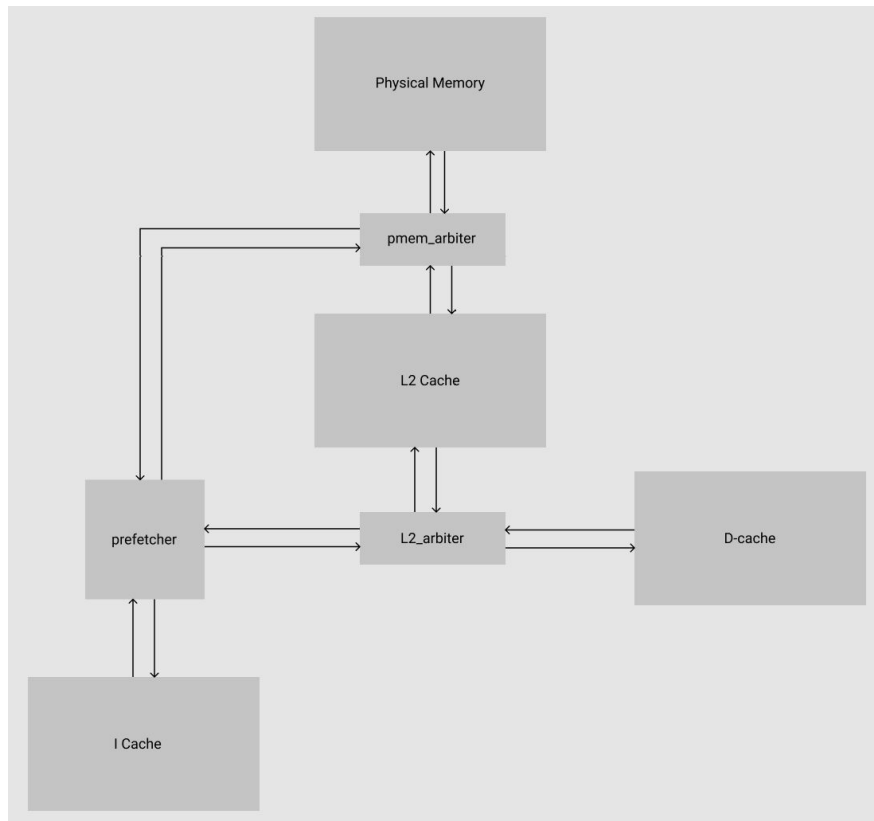 Physical Memory
pmem_arbiter
L2 Cache
prefetcher
L2_arbiter
D-cache
I Cache